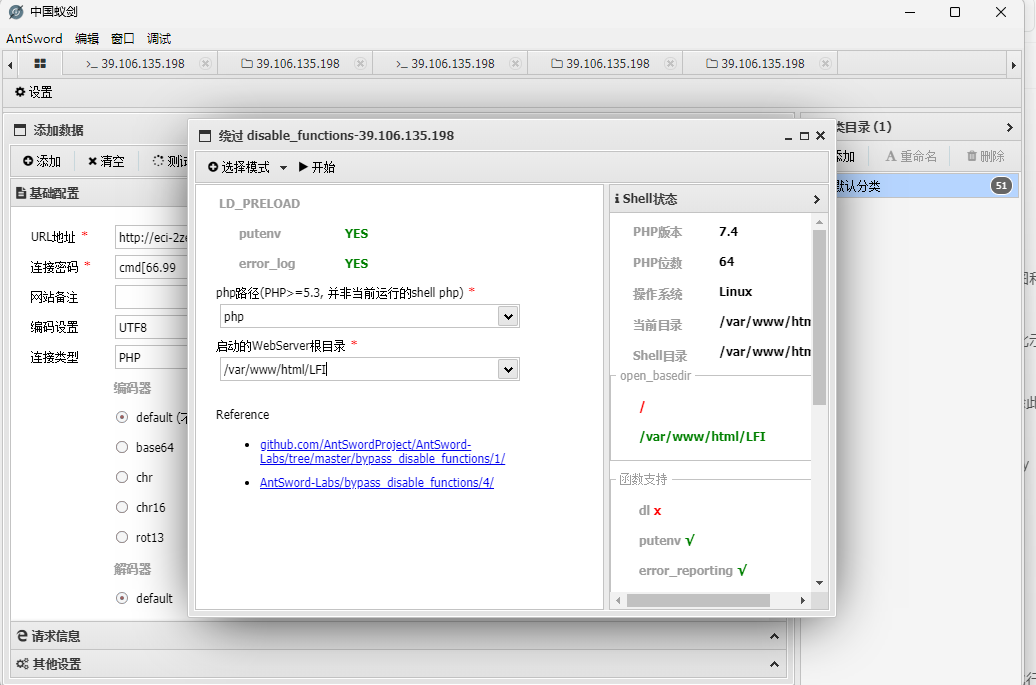 中国蚁剑
AntSword 编辑 窗口 调试
>_ 39.106.135.198
39.106.135.198
>_ 39.106.135.198
39.106.135.198
39.106.135.198
设置
添加数据
添加 清空 测试
基础配置
URL地址 * http://eci-2ze
连接密码 * cmd[66.99
网站备注
编码设置 UTF8
连接类型 PHP
编码器
default (不
base64
chr
chr16
rot13
解码器
default
请求信息
其他设置
绕过 disable_functions-39.106.135.198
选择模式 开始
LD_PRELOAD
putenv YES
error_log YES
php路径(PHP>=5.3, 并非当前运行的shell php) *
php
启动的WebServer根目录 *
/var/www/html/LFI
Reference
github.com/AntSwordProject/AntSword-
Labs/tree/master/bypass_disable_functions/1/
AntSword-Labs/bypass_disable_functions/4/
Shell状态
PHP版本 7.4
PHP位数 64
操作系统 Linux
当前目录 /var/www/htm
Shell目录 /var/www/htm
open_basedir
/
/var/www/html/LFI
函数支持
dl x
putenv √
error_reporting √
类目录 (1)
添加 重命名 删除
默认分类 51